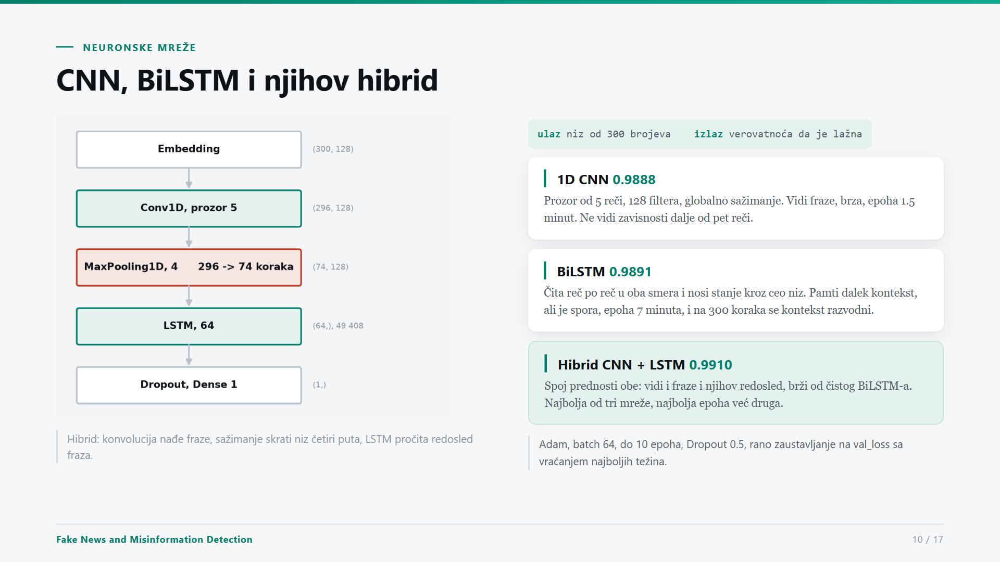 NEURONSKE MREŽE
CNN, BiLSTM i njihov hibrid
Embedding (300, 128)
Conv1D, prozor 5 (296, 128)
MaxPooling1D, 4 296 -> 74 koraka (74, 128)
LSTM, 64 (64,), 49 408
Dropout, Dense 1 (1,)
Hibrid: konvolucija nađe fraze, sažimanje skrati niz četiri puta, LSTM pročita redosled
fraza.
ulaz niz od 300 brojeva izlaz verovatnoća da je lažna
1D CNN 0.9888
Prozor od 5 reči, 128 filtera, globalno sažimanje. Vidi fraze, brza, epoha 1.5
minut. Ne vidi zavisnosti dalje od pet reči.
BiLSTM 0.9891
Čita reč po reč u oba smera i nosi stanje kroz ceo niz. Pamti dalek kontekst,
ali je spora, epoha 7 minuta, i na 300 koraka se kontekst razvodni.
Hibrid CNN + LSTM 0.9910
Spoj prednosti obe: vidi i fraze i njihov redosled, brži od čistog BiLSTM-a.
Najbolja od tri mreže, najbolja epoha već druga.
Adam, batch 64, do 10 epoha, Dropout 0.5, rano zaustavljanje na val_loss sa
vraćanjem najboljih težina.
Fake News and Misinformation Detection
10 / 17